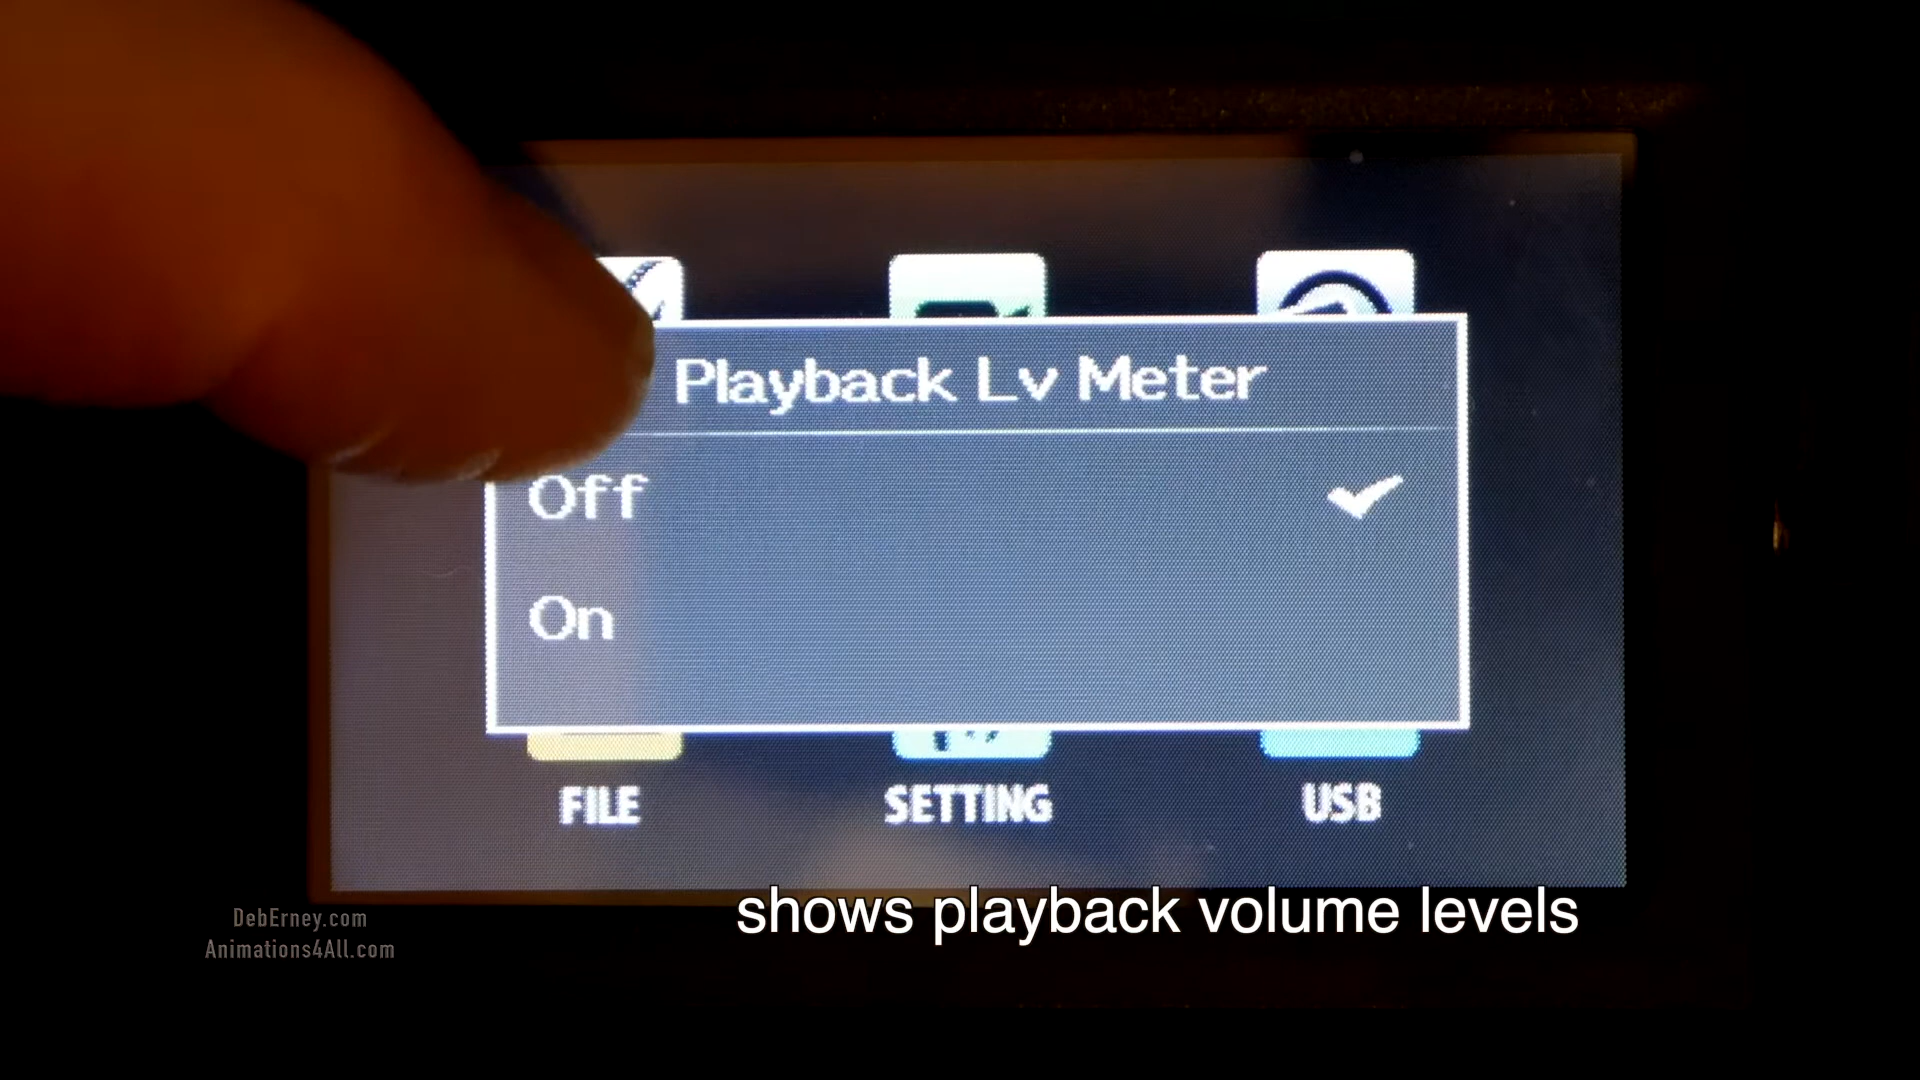 Playback Lv Meter
Off
On
FILE SETTING USB
shows playback volume levels
DebErney.com
Animations4All.com